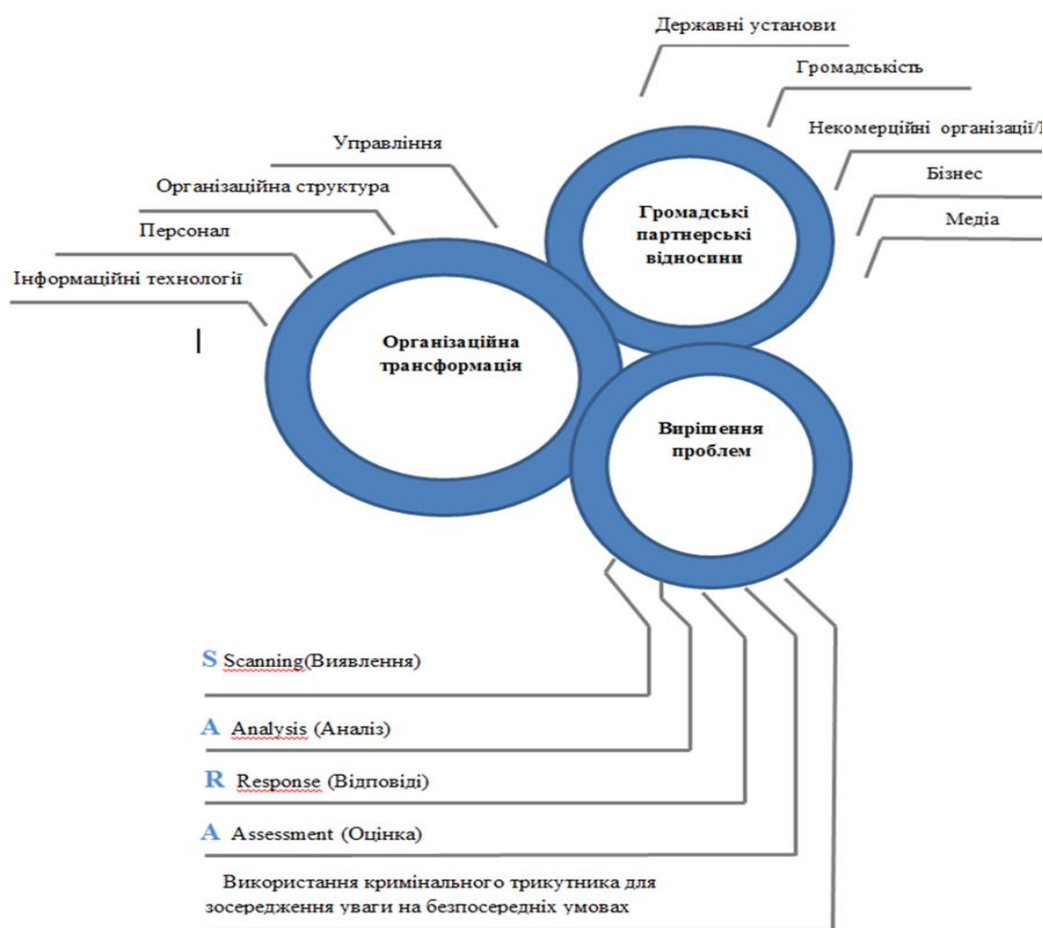 Державні установи
Громадськість
Некомерційні організації/
Бізнес
Медіа
Управління
Організаційна структура
Персонал
Інформаційні технології
Громадські
партнерські
відносини
Організаційна
трансформація
Вирішення
проблем
S Scanning(Виявлення)
A Analysis (Аналіз)
R Response (Відповіді)
A Assessment (Оцінка)
Використання кримінального трикутника для
зосередження уваги на безпосередніх умовах